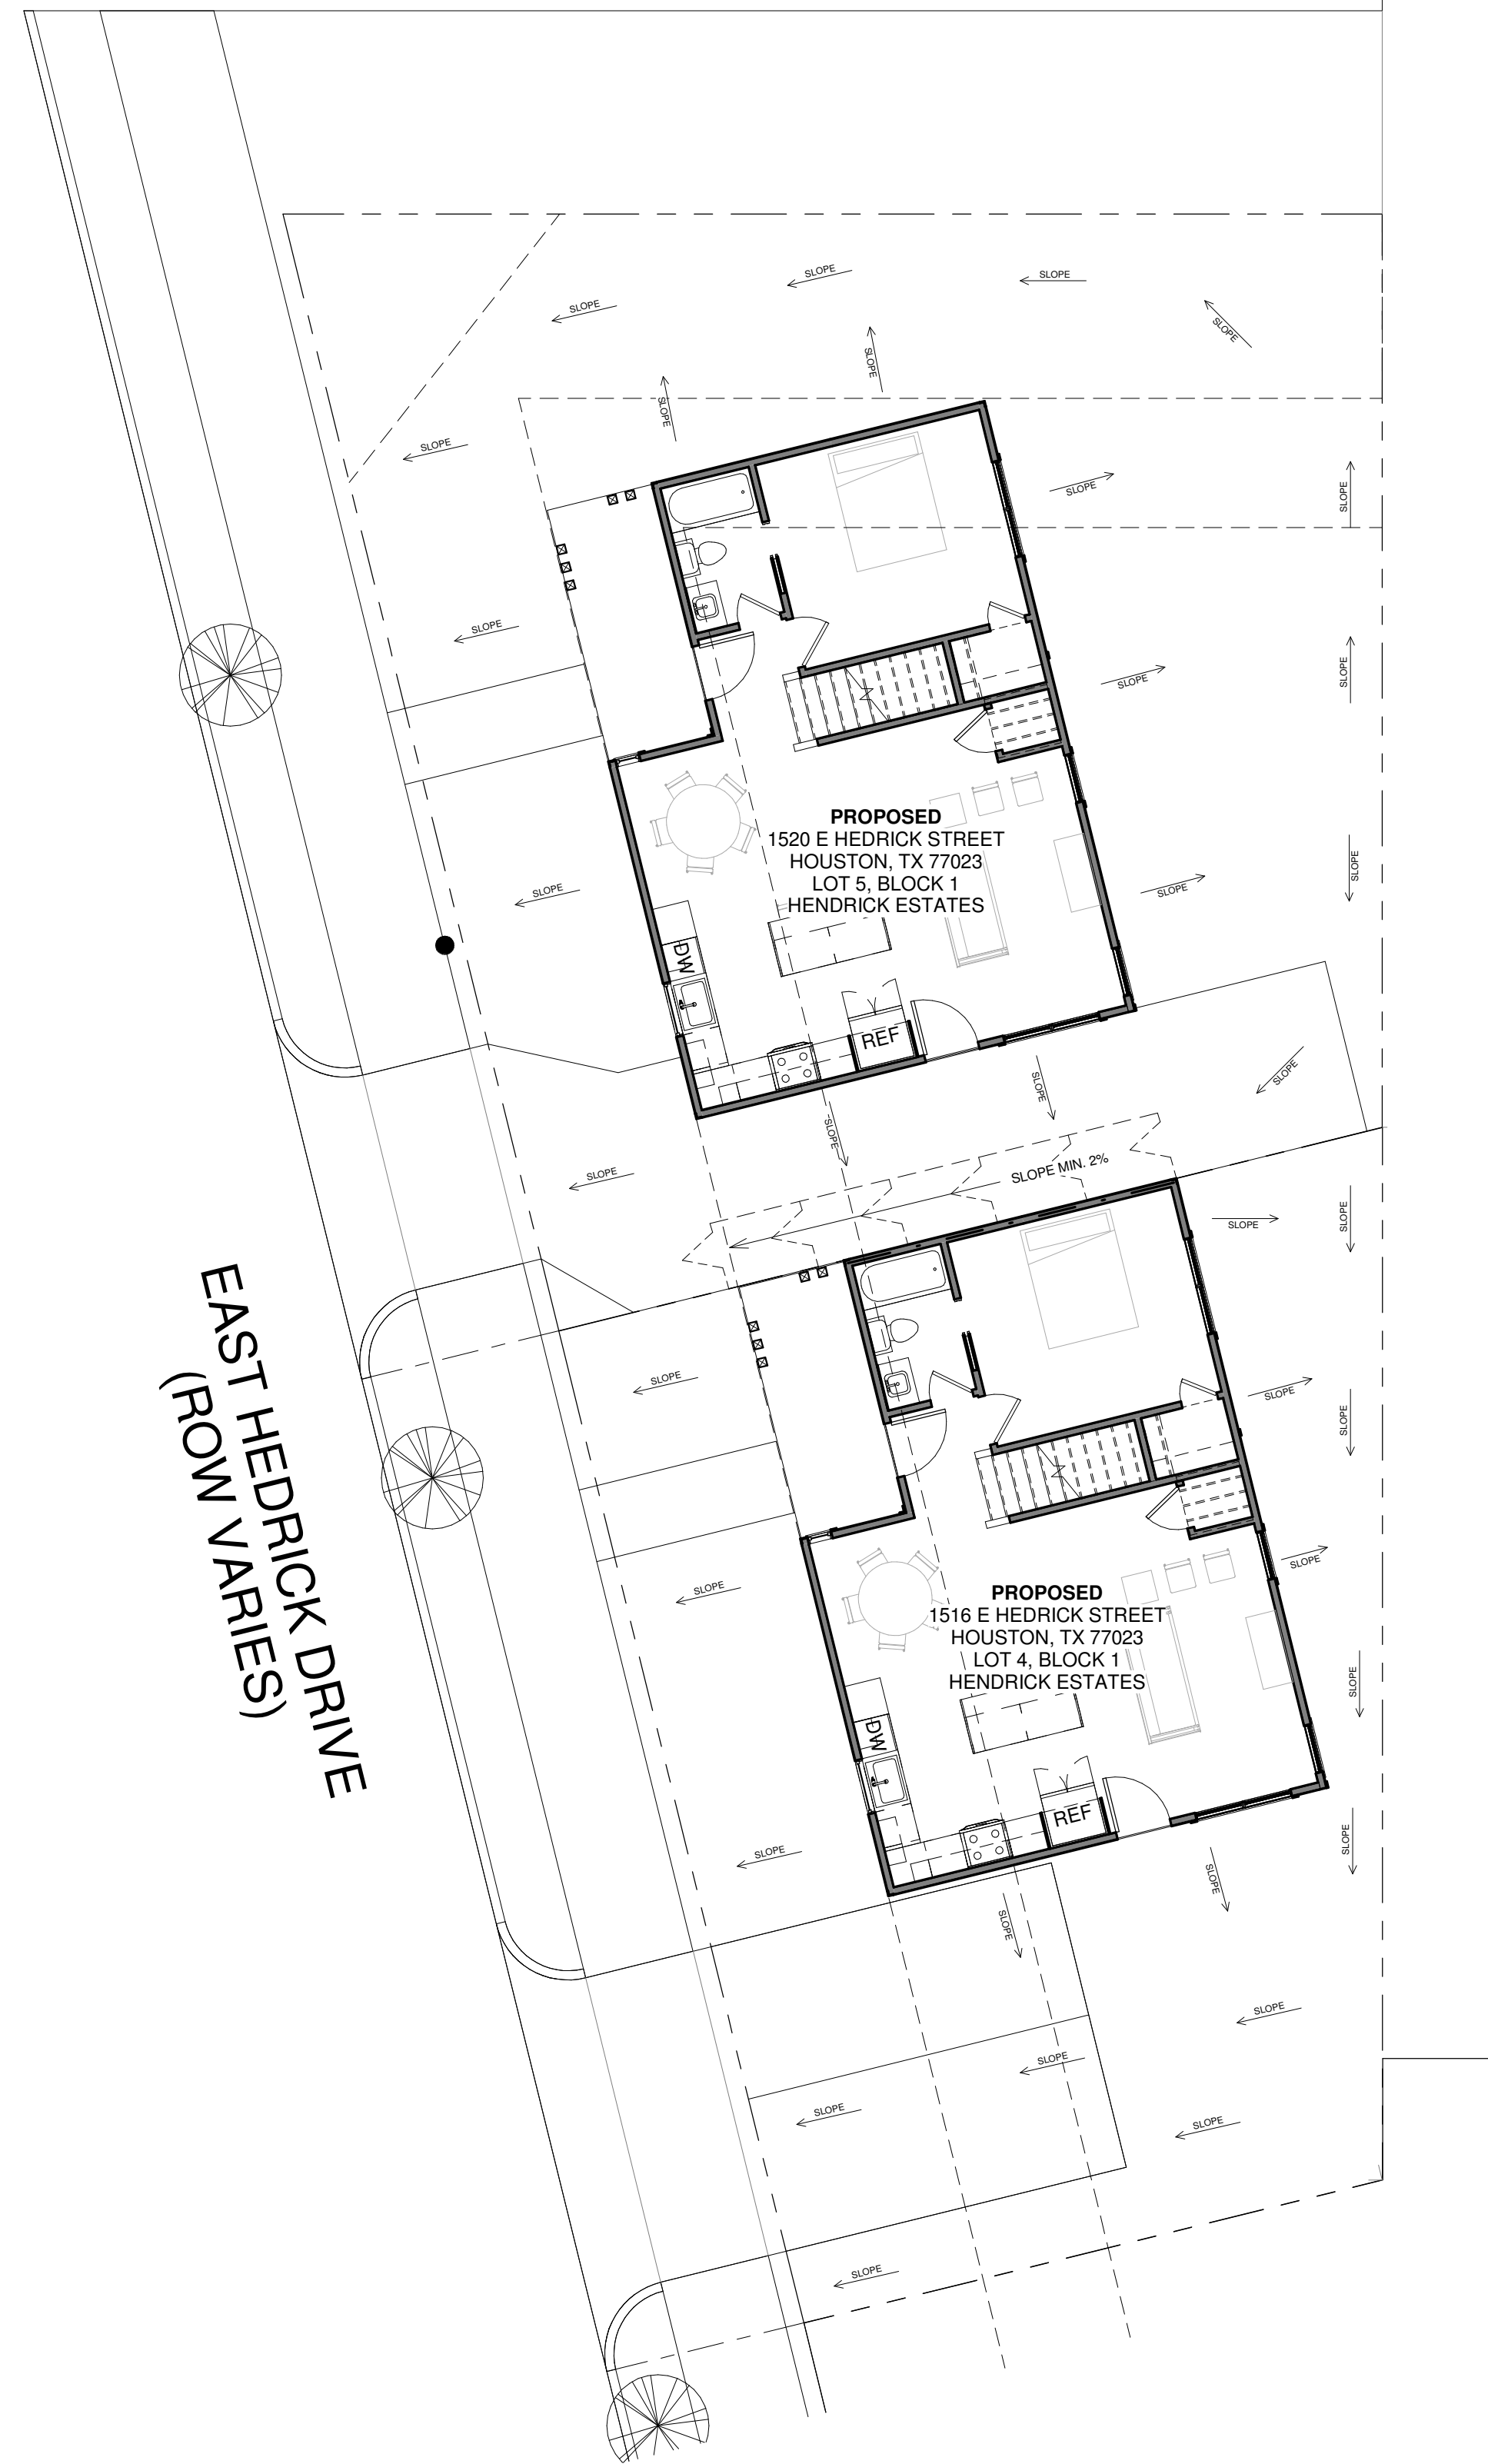 SLOPE
SLOPE
SLOPE
SLOPE
SLOPE
SLOPE
SLOPE
SLOPE
SLOPE
SLOPE
SLOPE
SLOPE
PROPOSED
1520 E HEDRICK STREET
HOUSTON, TX 77023
LOT 5, BLOCK 1
HENDRICK ESTATES
SLOPE
SLOPE
SLOPE
DW
REF
SLOPE
SLOPE
SLOPE
SLOPE MIN. 2%
SLOPE
SLOPE
SLOPE
EAST HEDRICK DRIVE
(ROW VARIES)
SLOPE
SLOPE
SLOPE
SLOPE
SLOPE
PROPOSED
1516 E HEDRICK STREET
HOUSTON, TX 77023
LOT 4, BLOCK 1
HENDRICK ESTATES
SLOPE
DW
REF
SLOPE
SLOPE
SLOPE
SLOPE
SLOPE
SLOPE
SLOPE
SLOPE
SLOPE